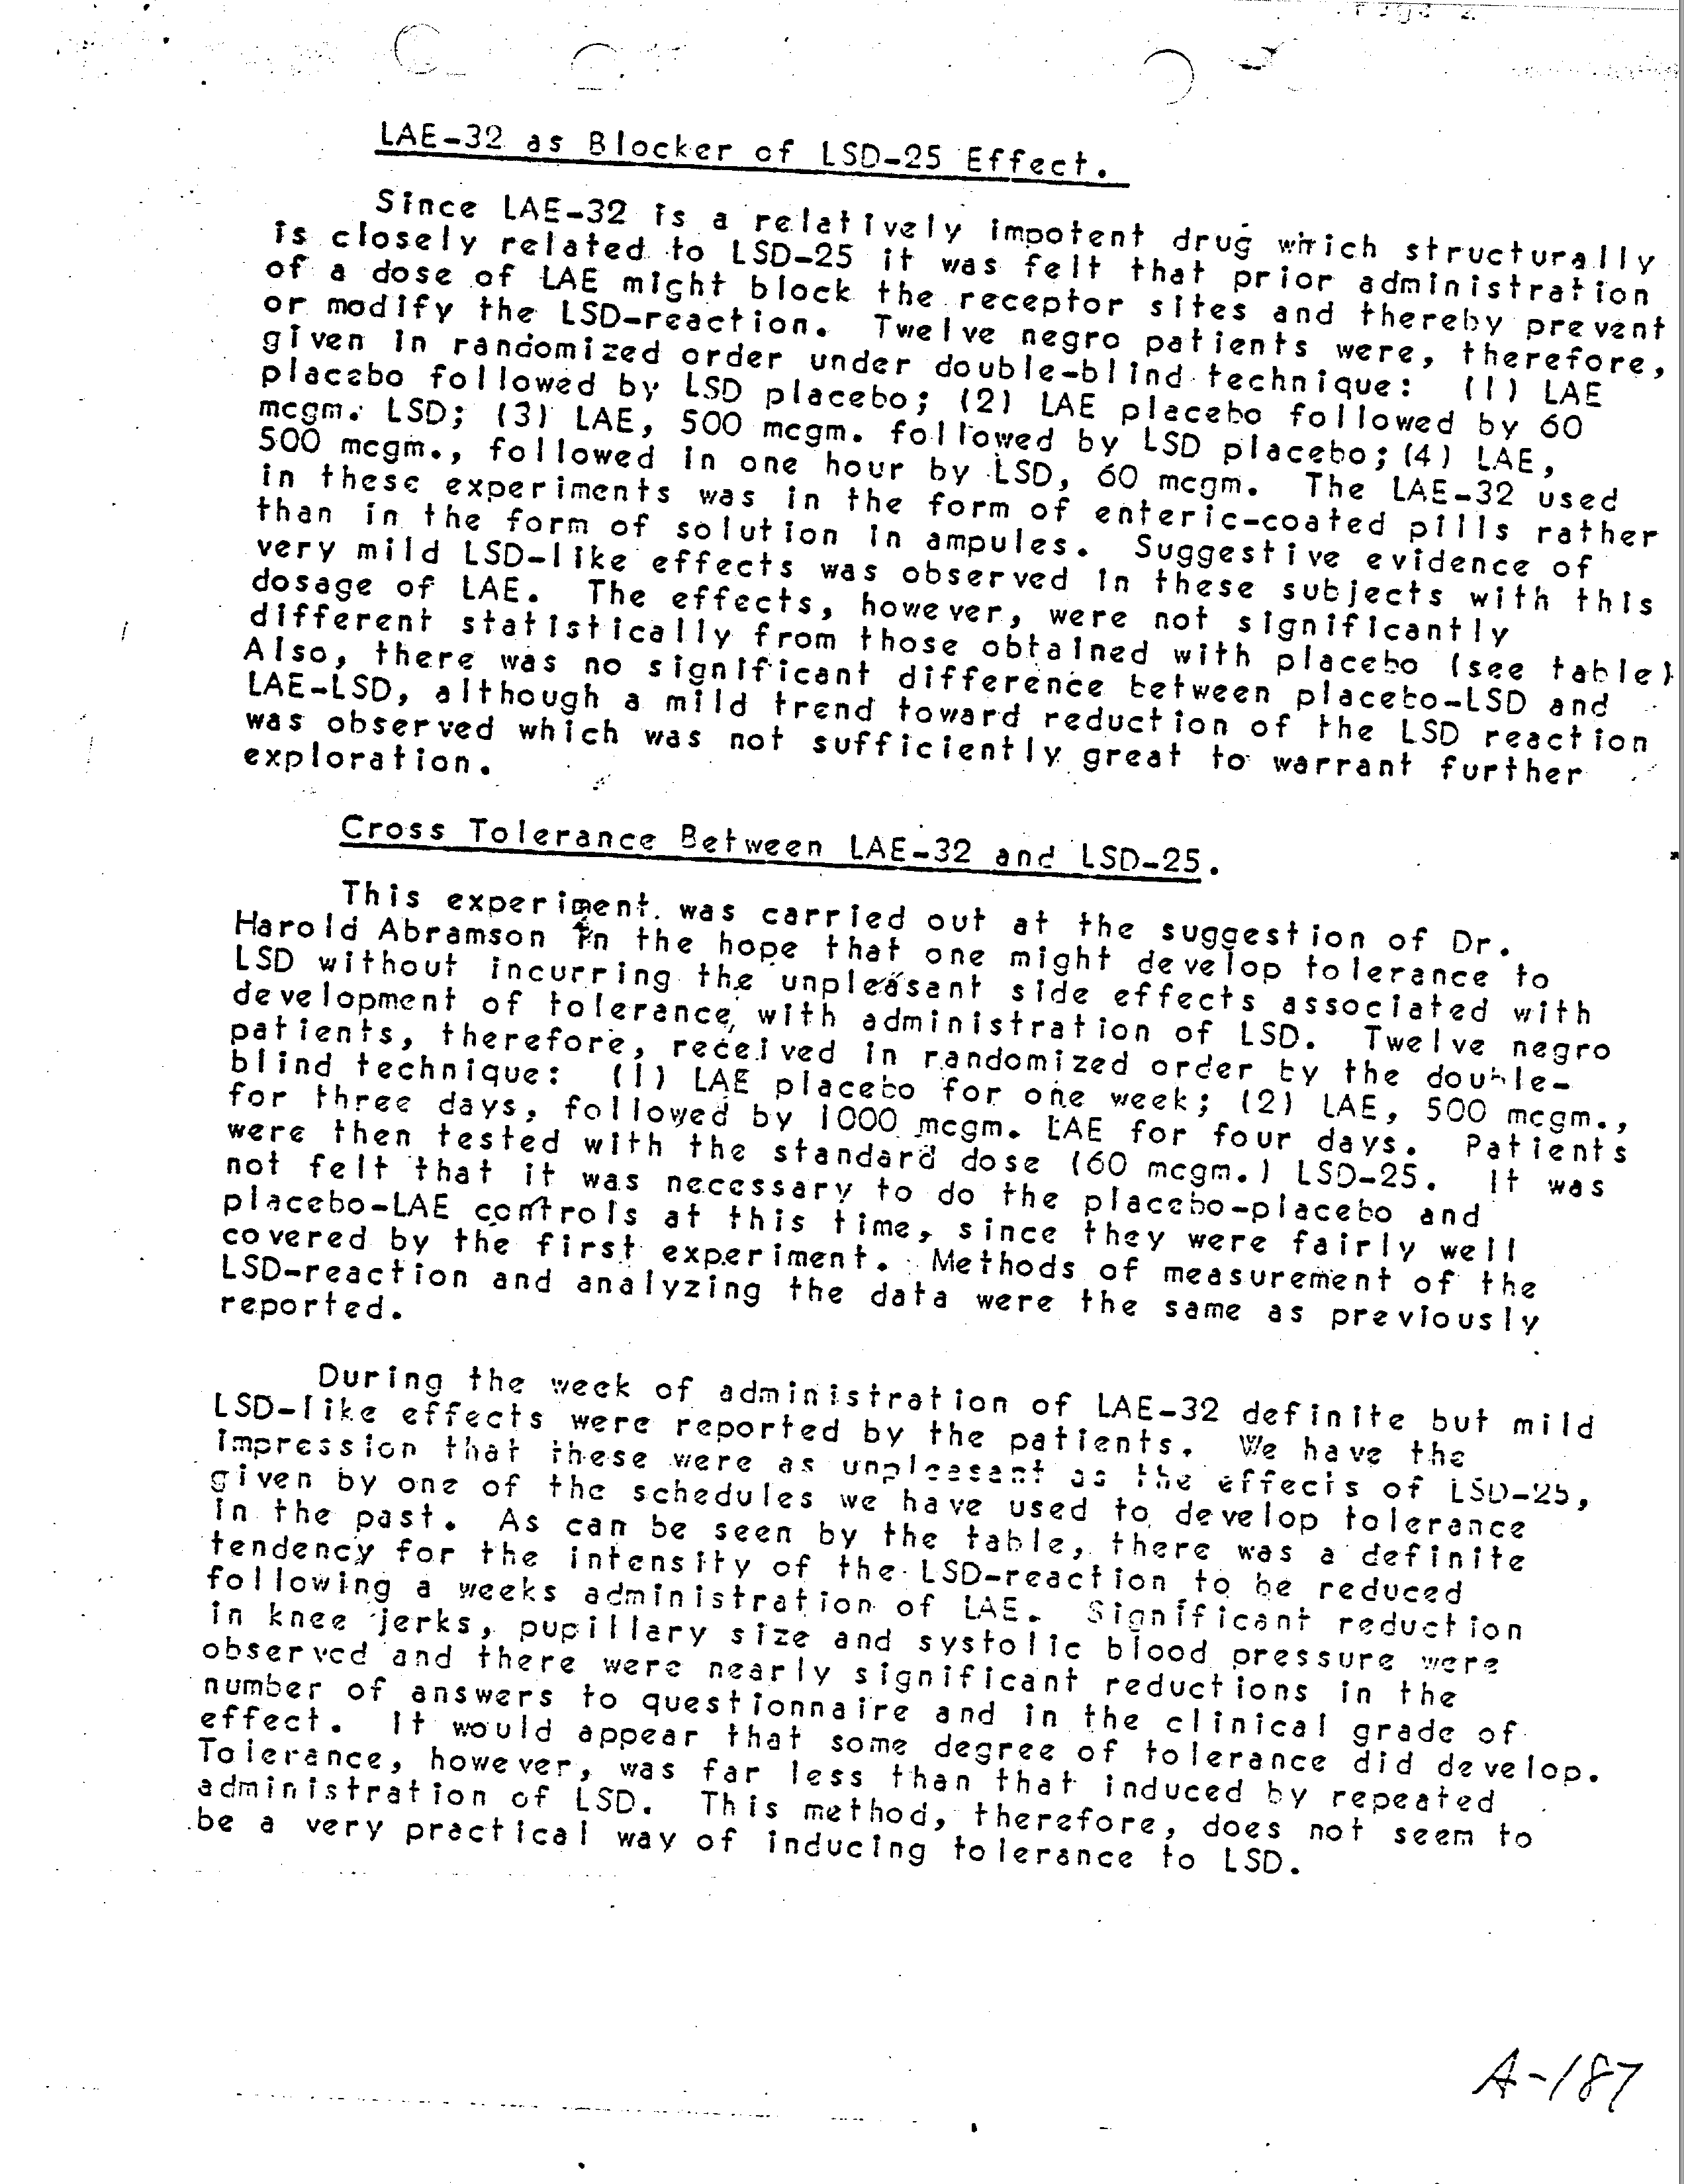 Page 2
LAE-32 as Blocker of LSD-25 Effect.
Since LAE-32 is a relatively impotent drug which structurally
is closely related to LSD-25 it was felt that prior administration
of a dose of LAE might block the receptor sites and thereby prevent
or modify the LSD-reaction. Twelve negro patients were, therefore,
given in randomized order under double-blind technique: (1) LAE
placebo followed by LSD placebo; (2) LAE placebo followed by 60
mcgm. LSD; (3) LAE, 500 mcgm. followed by LSD placebo; (4) LAE,
500 mcgm., followed in one hour by LSD, 60 mcgm. The LAE-32 used
in these experiments was in the form of enteric-coated pills rather
than in the form of solution in ampules. Suggestive evidence of
very mild LSD-like effects was observed in these subjects with this
dosage of LAE. The effects, however, were not significantly
different statistically from those obtained with placebo (see table)
Also, there was no significant difference between placebo-LSD and
LAE-LSD, although a mild trend toward reduction of the LSD reaction
was observed which was not sufficiently great to warrant further
exploration.
Cross Tolerance Between LAE-32 and LSD-25.
This experiment was carried out at the suggestion of Dr.
Harold Abramson in the hope that one might develop tolerance to
LSD without incurring the unpleasant side effects associated with
development of tolerance with administration of LSD. Twelve negro
patients, therefore, received in randomized order by the double-
blind technique: (1) LAE placebo for one week; (2) LAE, 500 mcgm.,
for three days, followed by 1000 mcgm. LAE for four days. Patients
were then tested with the standard dose (60 mcgm.) LSD-25. It was
not felt that it was necessary to do the placebo-placebo and
placebo-LAE controls at this time, since they were fairly well
covered by the first experiment. Methods of measurement of the
LSD-reaction and analyzing the data were the same as previously
reported.
During the week of administration of LAE-32 definite but mild
LSD-like effects were reported by the patients. We have the
impression that these were as unpleasant as the effects of LSD-25,
given by one of the schedules we have used to develop tolerance
in the past. As can be seen by the table, there was a definite
tendency for the intensity of the LSD-reaction to be reduced
following a weeks administration of LAE. Significant reduction
in knee jerks, pupillary size and systolic blood pressure were
observed and there were nearly significant reductions in the
number of answers to questionnaire and in the clinical grade of
effect. It would appear that some degree of tolerance did develop.
Tolerance, however, was far less than that induced by repeated
administration of LSD. This method, therefore, does not seem to
be a very practical way of inducing tolerance to LSD.
A-187